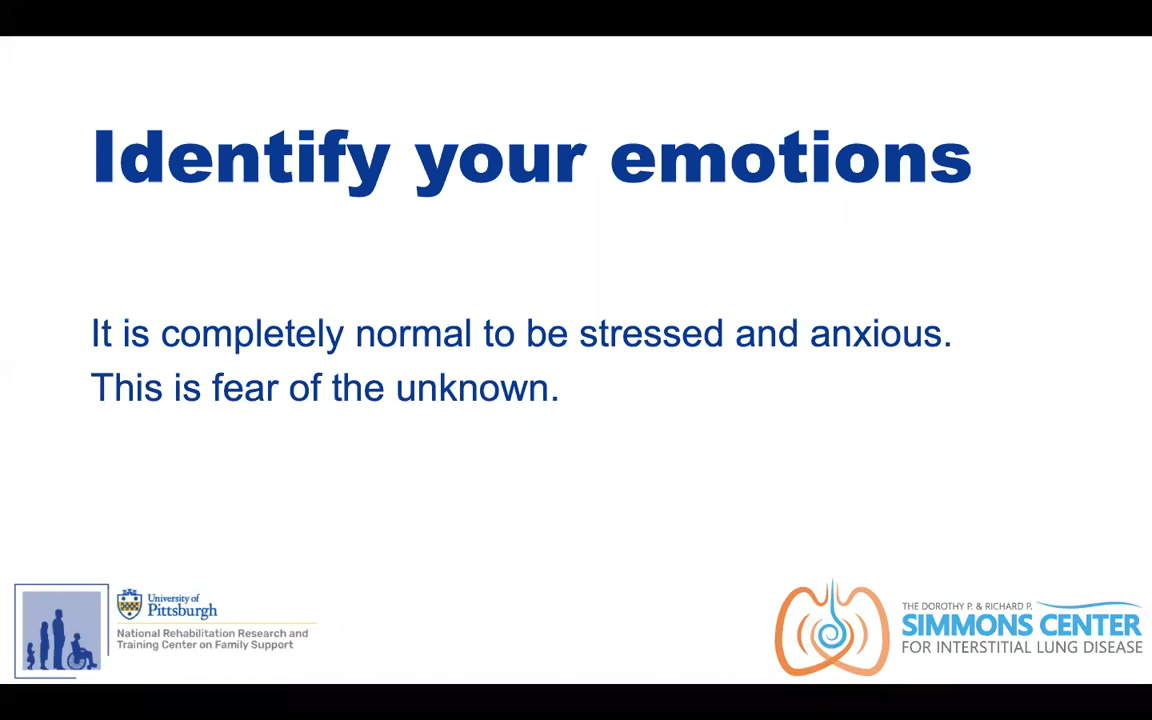 Identify your emotions
It is completely normal to be stressed and anxious.
This is fear of the unknown.
University of
Pittsburgh
National Rehabilitation Research and
Training Center on Family Support
THE DOROTHY P. & RICHARD P.
SIMMONS CENTER
FOR INTERSTITIAL LUNG DISEASE